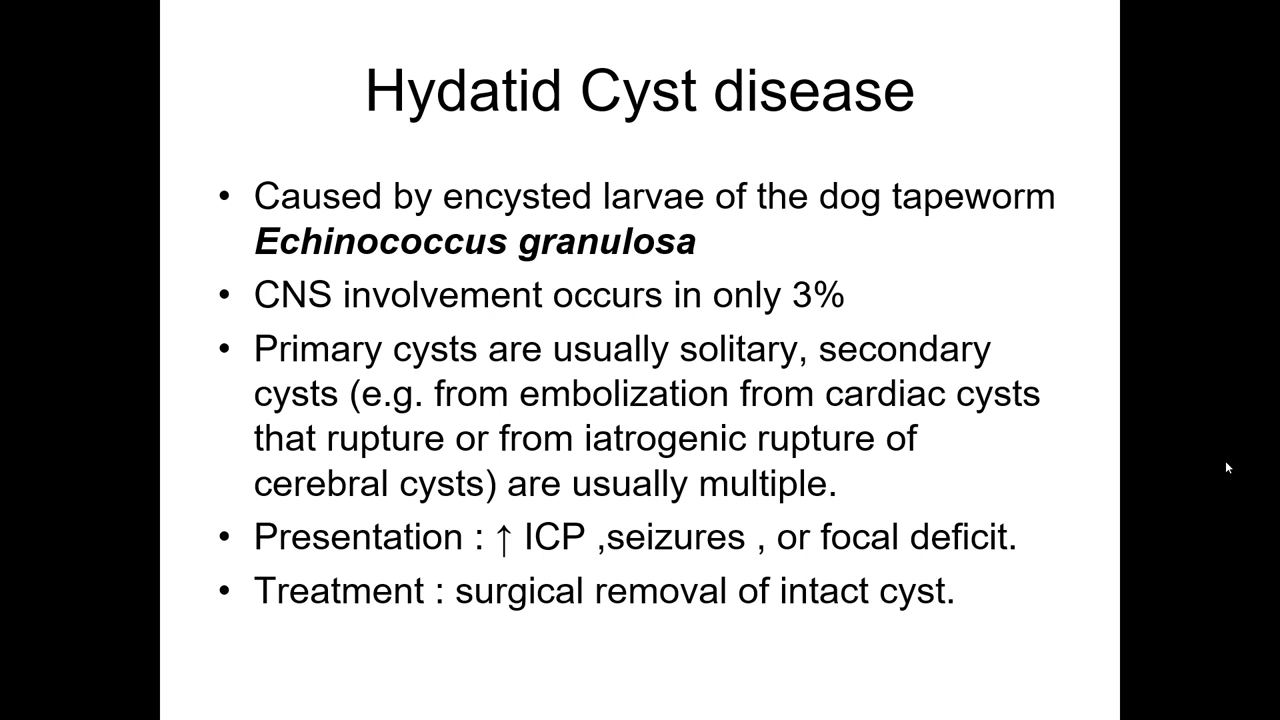 Hydatid Cyst disease
• Caused by encysted larvae of the dog tapeworm
Echinococcus granulosa
• CNS involvement occurs in only 3%
• Primary cysts are usually solitary, secondary
cysts (e.g. from embolization from cardiac cysts
that rupture or from iatrogenic rupture of
cerebral cysts) are usually multiple.
• Presentation : ↑ ICP ,seizures , or focal deficit.
• Treatment : surgical removal of intact cyst.